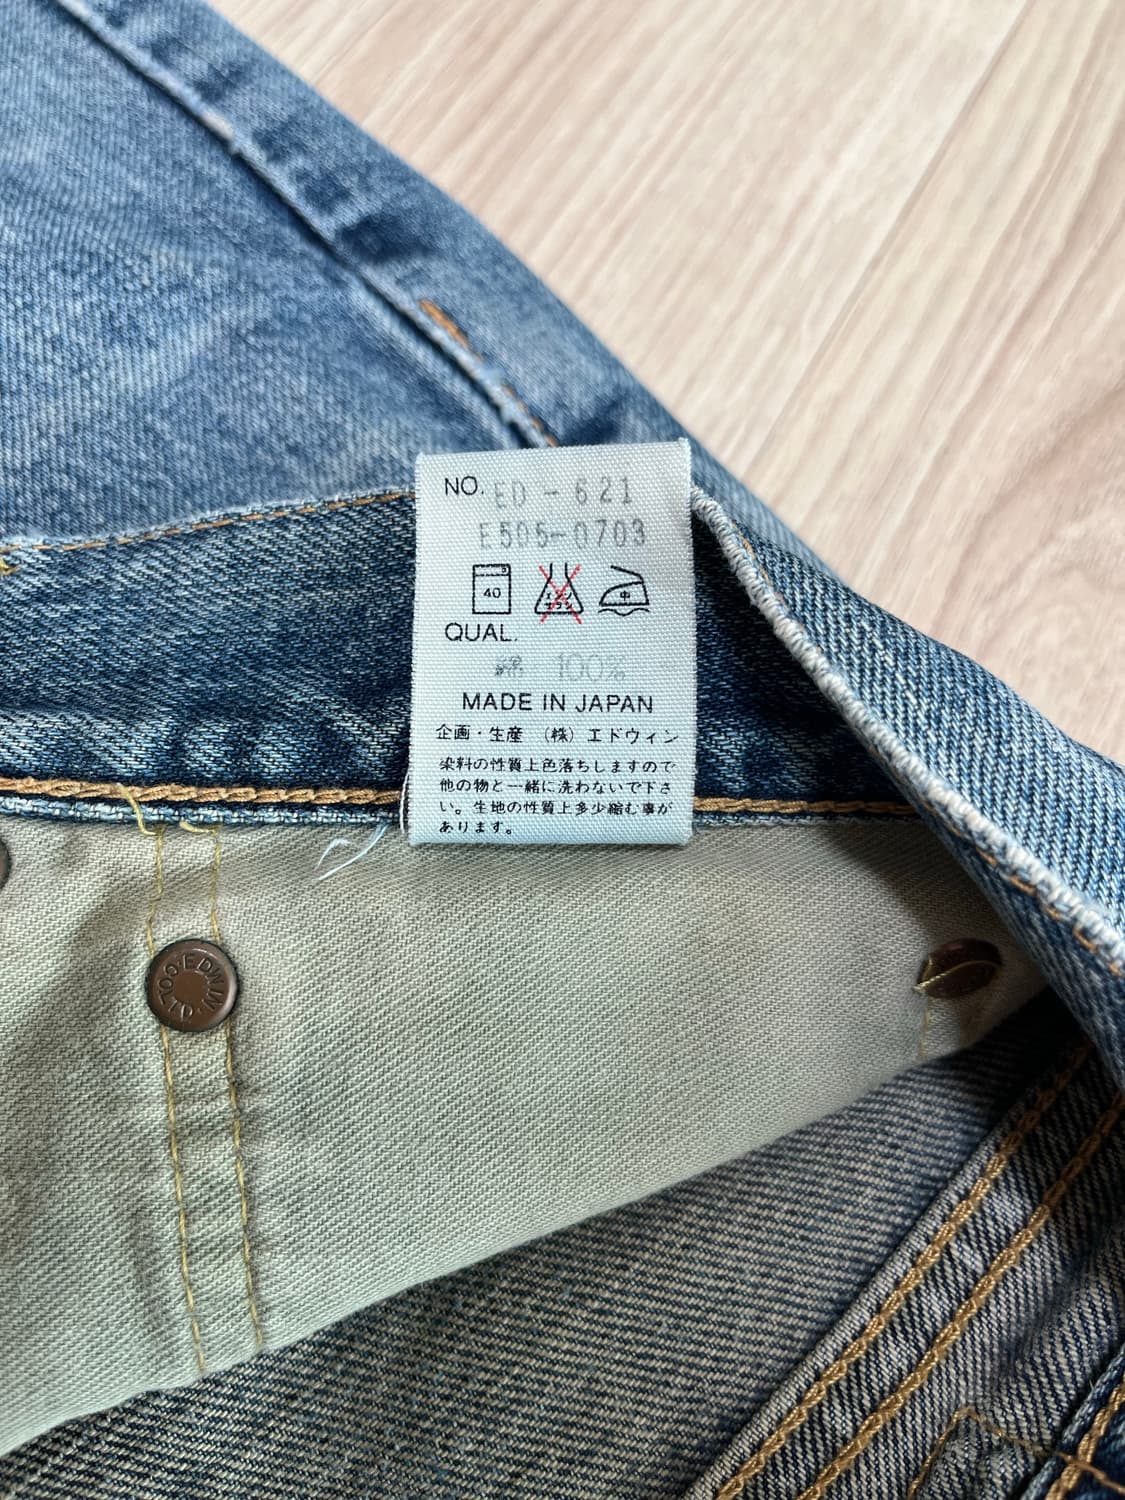 NO. ED-621
E505-0703
40
中
QUAL.
綿 100%
MADE IN JAPAN
企画・生産 (株) エドウィン
染料の性質上色落ちしますので
他の物と一緒に洗わないで下さ
い。生地の性質上多少縮む事が
あります。
EDWIN